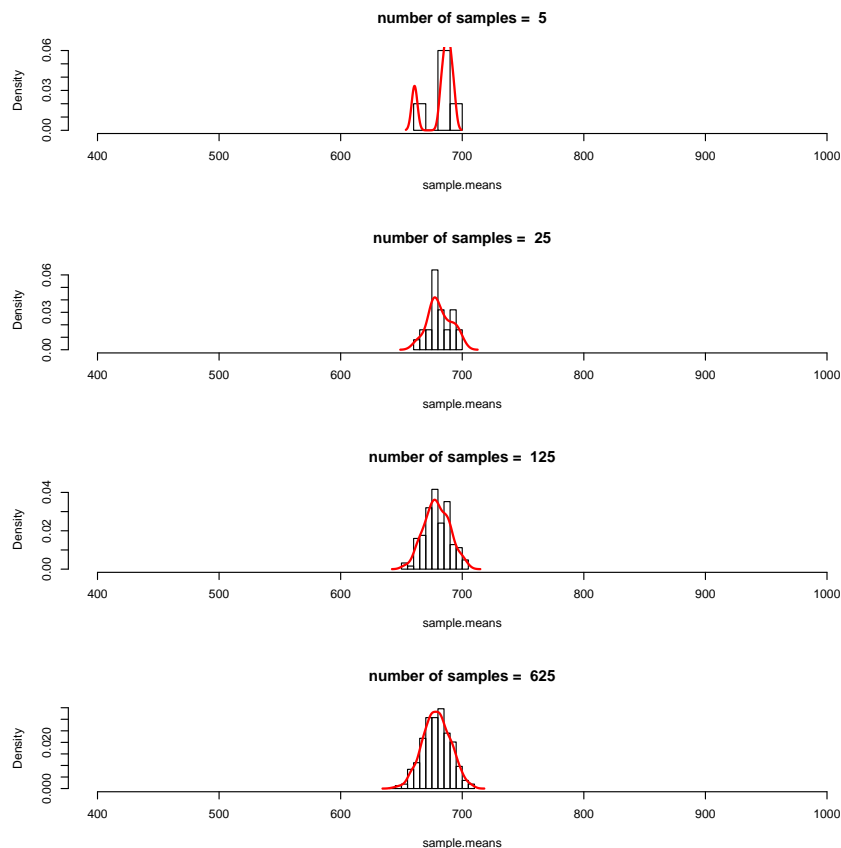 number of samples =  5
Density
0.00 0.03 0.06
400 500 600 700 800 900 1000
sample.means
number of samples =  25
Density
0.00 0.03 0.06
400 500 600 700 800 900 1000
sample.means
number of samples =  125
Density
0.00 0.02 0.04
400 500 600 700 800 900 1000
sample.means
number of samples =  625
Density
0.000 0.020
400 500 600 700 800 900 1000
sample.means